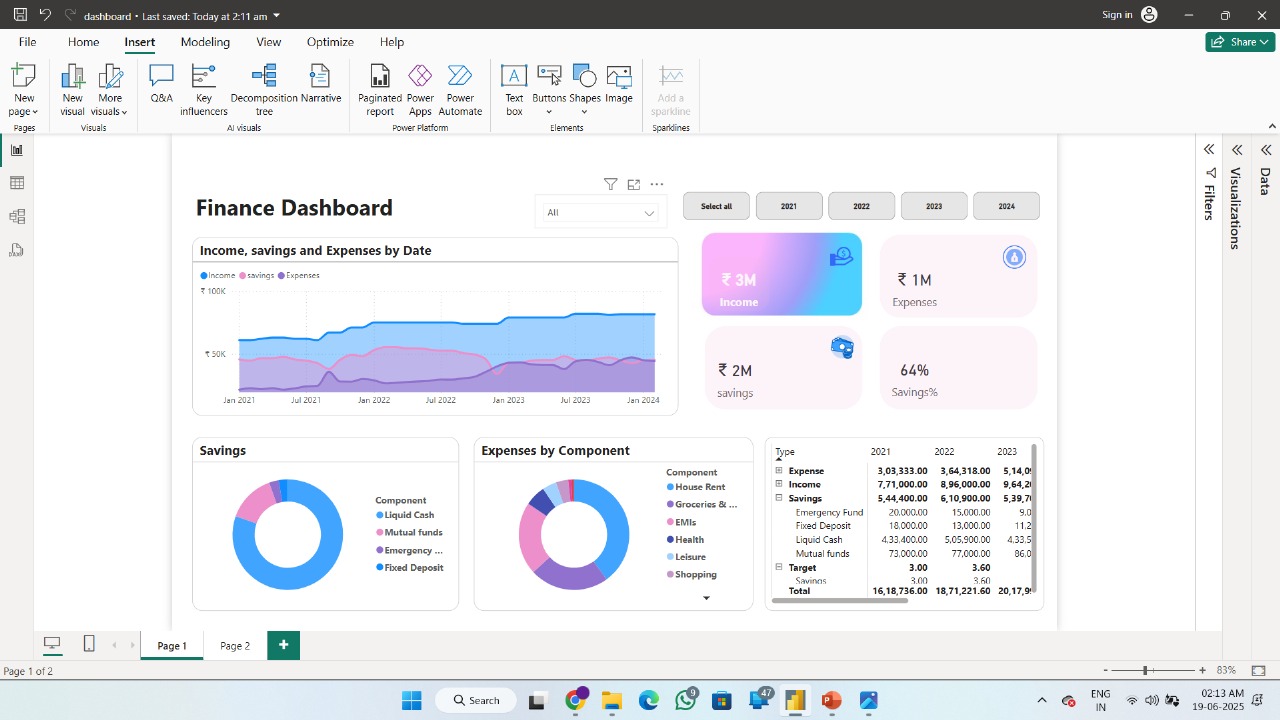 dashboard • Last saved: Today at 2:11 am
Sign in
File Home Insert Modeling View Optimize Help
Share
New page
New visual
More visuals
Q&A
Key influencers
Decomposition tree
Narrative
Paginated report
Power Apps
Power Automate
Text box
Buttons
Shapes
Image
Add a sparkline
Pages Visuals AI visuals Power Platform Elements Sparklines
Finance Dashboard
All
Select all 2021 2022 2023 2024
Filters
Visualizations
Data
Income, savings and Expenses by Date
Income savings Expenses
₹ 100K
₹ 50K
Jan 2021 Jul 2021 Jan 2022 Jul 2022 Jan 2023 Jul 2023 Jan 2024
₹ 3M
Income
₹ 1M
Expenses
₹ 2M
savings
64%
Savings%
Savings
Component
Liquid Cash
Mutual funds
Emergency ...
Fixed Deposit
Expenses by Component
Component
House Rent
Groceries & ...
EMIs
Health
Leisure
Shopping
Type 2021 2022 2023
Expense 3,03,333.00 3,64,318.00 5,14,0
Income 7,71,000.00 8,96,000.00 9,64,2
Savings 5,44,400.00 6,10,900.00 5,39,7
Emergency Fund 20,000.00 15,000.00 9,0
Fixed Deposit 18,000.00 13,000.00 11,2
Liquid Cash 4,33,400.00 5,05,900.00 4,33,5
Mutual funds 73,000.00 77,000.00 86,0
Target 3.00 3.60
Savings 3.00 3.60
Total 16,18,736.00 18,71,221.60 20,17,9
Page 1 Page 2 +
Page 1 of 2
- + 83%
Search
9
47
ENG
IN
02:13 AM
19-06-2025